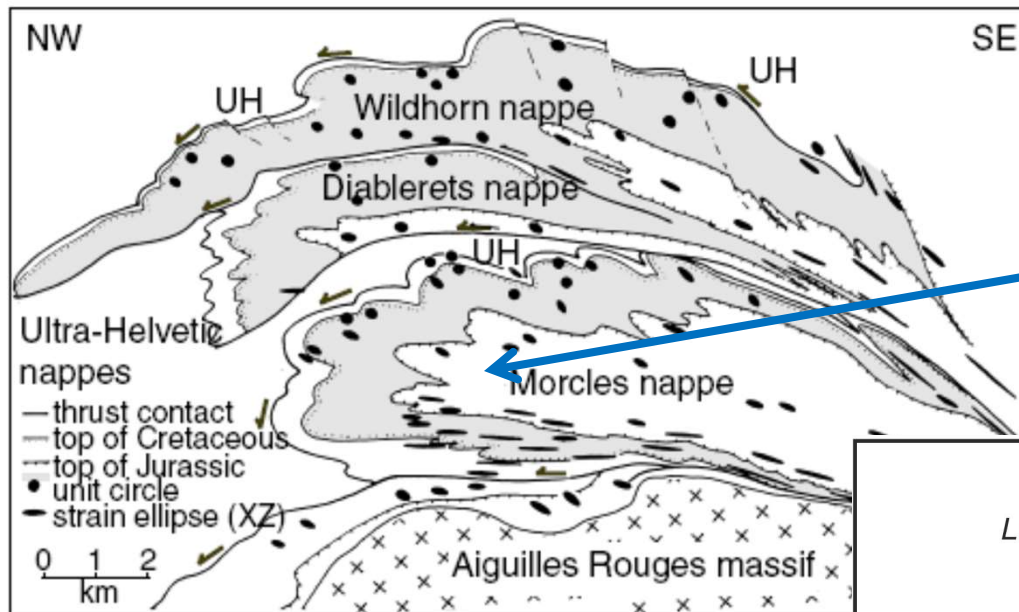 NW
SE
UH
UH
Wildhorn nappe
Diablerets nappe
UH
Ultra-Helvetic
nappes
Morcles nappe
thrust contact
top of Cretaceous
top of Jurassic
unit circle
strain ellipse (XZ)
0 1 2
km
Aiguilles Rouges massif
L